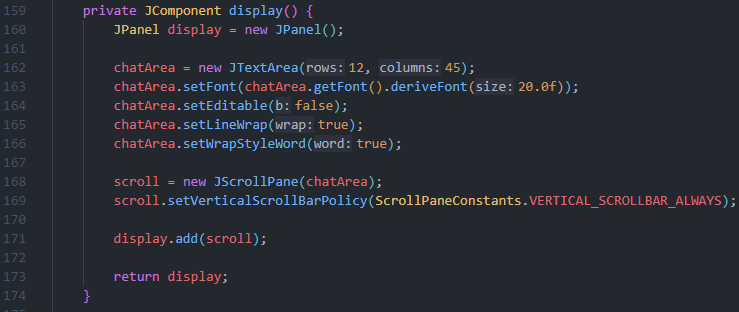 159 private JComponent display() {
160 JPanel display = new JPanel();
161
162 chatArea = new JTextArea(rows: 12, columns: 45);
163 chatArea.setFont(chatArea.getFont().deriveFont(size: 20.0f));
164 chatArea.setEditable(b: false);
165 chatArea.setLineWrap(wrap: true);
166 chatArea.setWrapStyleWord(word: true);
167
168 scroll = new JScrollPane(chatArea);
169 scroll.setVerticalScrollBarPolicy(ScrollPaneConstants.VERTICAL_SCROLLBAR_ALWAYS);
170
171 display.add(scroll);
172
173 return display;
174 }